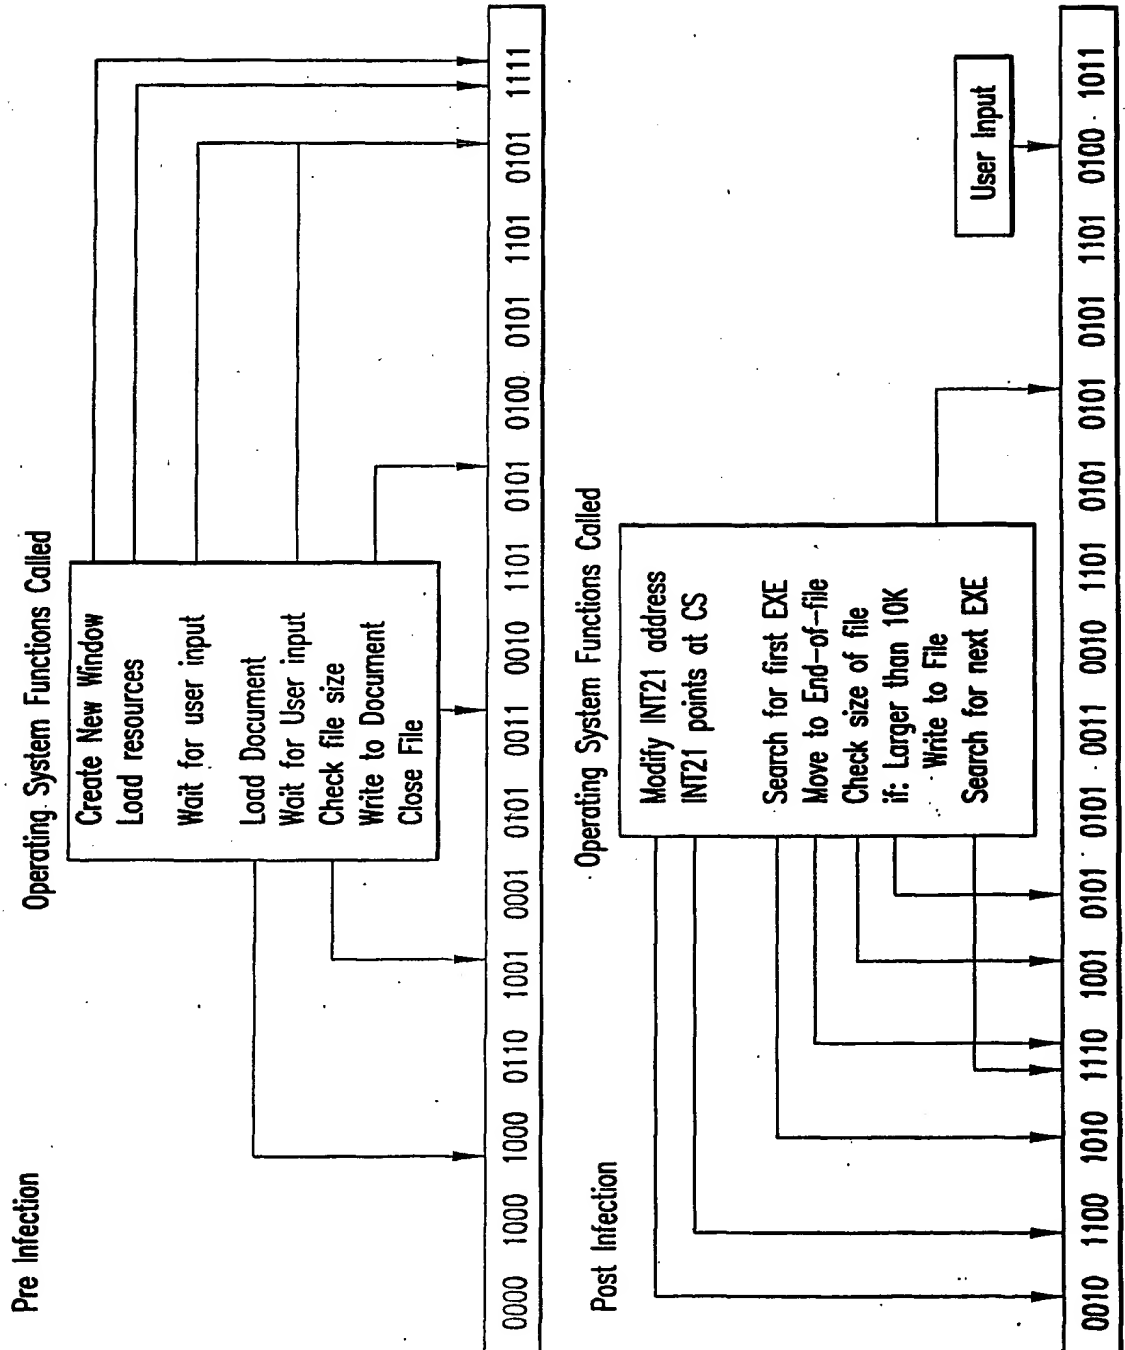 Pre Infection
Operating System Functions Called
Create New Window
Load resources
Wait for user input
Load Document
Wait for User input
Check file size
Write to Document
Close File
0000 1000 1000 0110 1001 0001 0101 0011 0010 1101 0101 0100 0101 1101 0101 1111
Post Infection
Operating System Functions Called
Modify INT21 address
INT21 points at CS
Search for first EXE
Move to End-of-file
Check size of file
if: Larger than 10K
Write to File
Search for next EXE
User Input
0010 1100 1010 1110 1001 0101 0101 0011 0010 1101 0101 0101 0101 1101 0100 1011